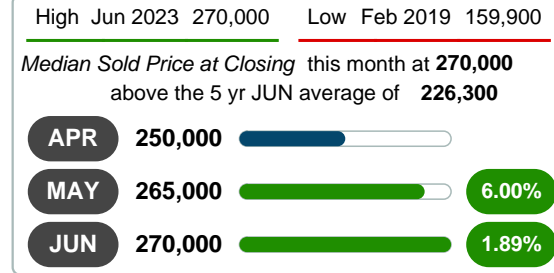 High Jun 2023 270,000 Low Feb 2019 159,900
Median Sold Price at Closing this month at 270,000
above the 5 yr JUN average of 226,300
APR 250,000
MAY 265,000 6.00%
JUN 270,000 1.89%